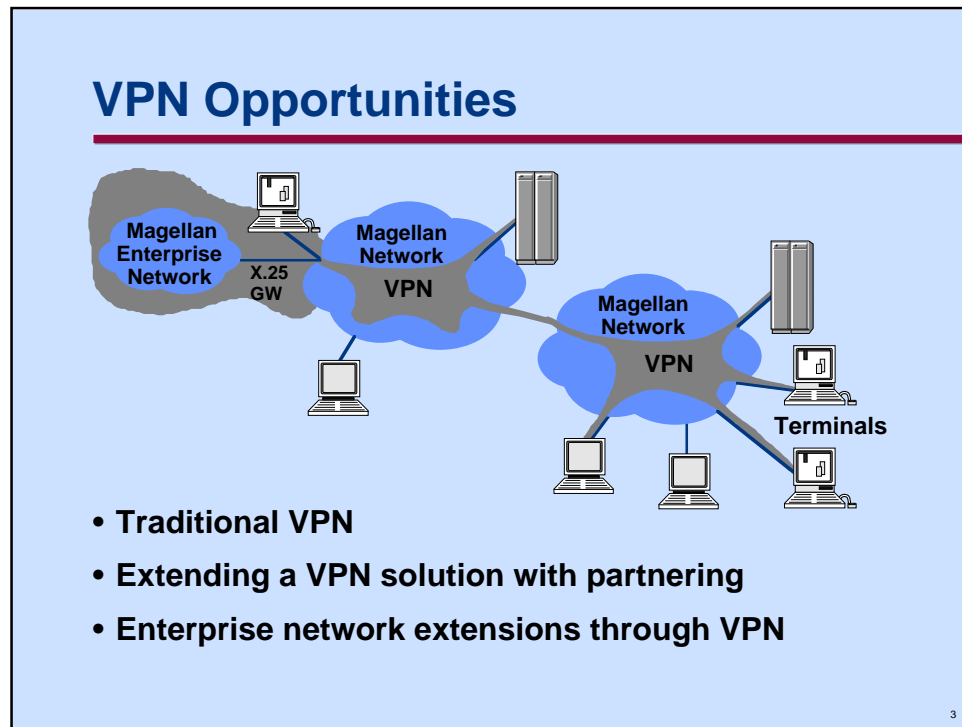 VPN Opportunities
Magellan
Enterprise
Network
X.25
GW
Magellan
Network
VPN
Magellan
Network
VPN
Terminals
• Traditional VPN
• Extending a VPN solution with partnering
• Enterprise network extensions through VPN
3